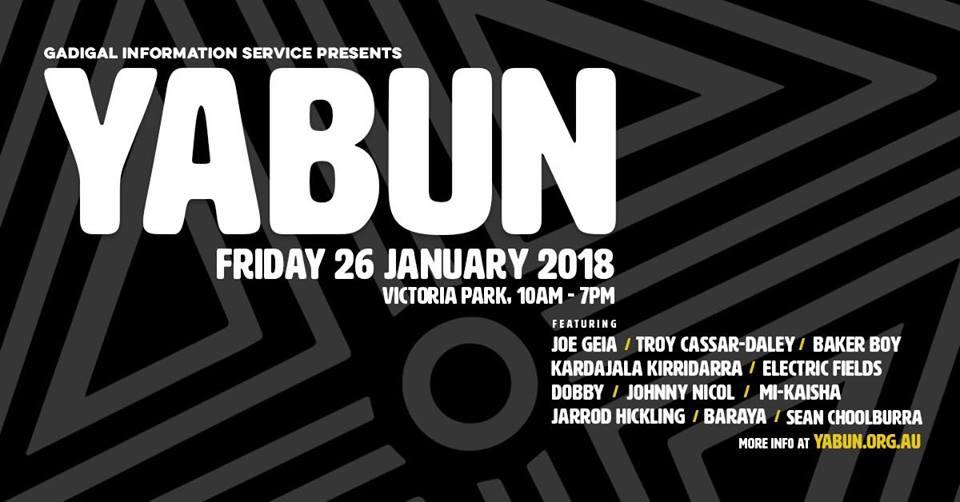 GADIGAL INFORMATION SERVICE PRESENTS
YABUN
FRIDAY 26 JANUARY 2018
VICTORIA PARK, 10AM - 7PM
FEATURING
JOE GEIA / TROY CASSAR-DALEY / BAKER BOY
KARDAJALA KIRRIDARRA / ELECTRIC FIELDS
DOBBY / JOHNNY NICOL / MI-KAISHA
JARROD HICKLING / BARAYA / SEAN CHOOLBURRA
MORE INFO AT YABUN.ORG.AU